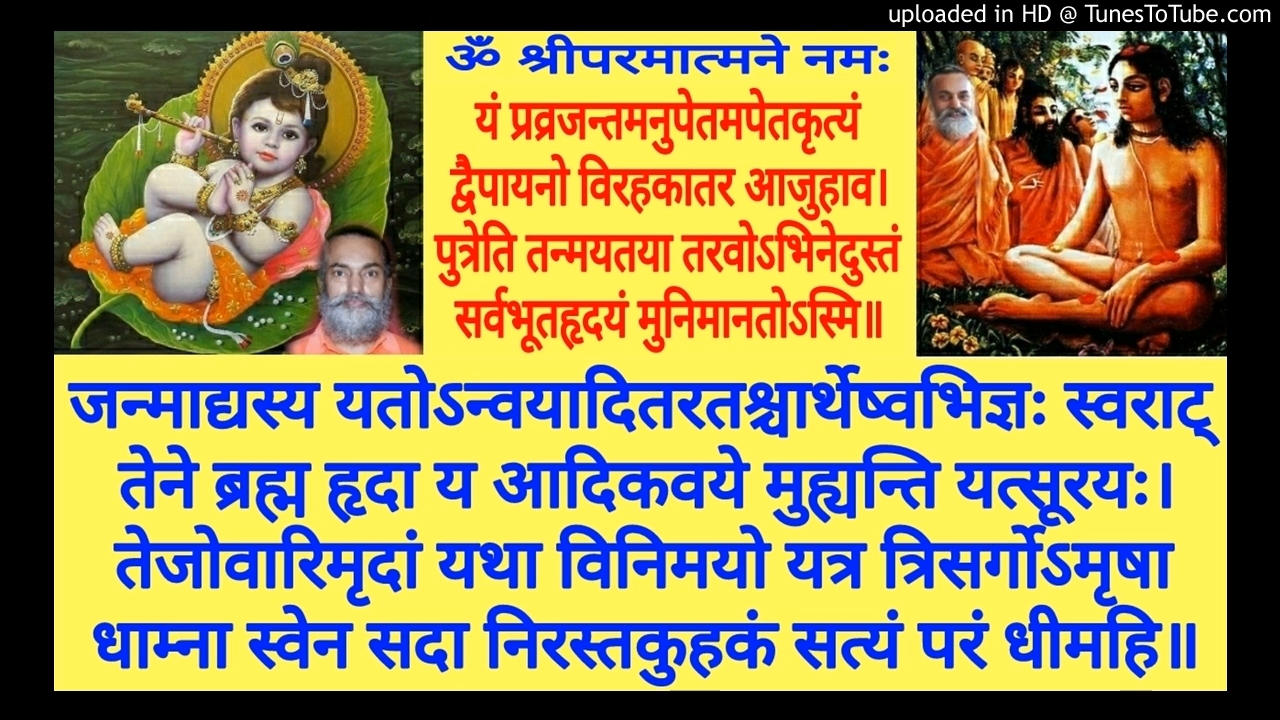 uploaded in HD @ TunesToTube.com
ॐ श्रीपरमात्मने नमः
यं प्रव्रजन्तमनुपेतमपेतकृत्यं
द्वैपायनो विरहकातर आजुहाव।
पुत्रेति तन्मयतया तरवोऽभिनेदुस्तं
सर्वभूतहृदयं मुनिमानतोऽस्मि॥
जन्माद्यस्य यतोऽन्वयादितरतश्चार्थेष्वभिज्ञः स्वराट्
तेने ब्रह्म हृदा य आदिकवये मुह्यन्ति यत्सूरयः।
तेजोवारिमृदां यथा विनिमयो यत्र त्रिसर्गोऽमृषा
धाम्ना स्वेन सदा निरस्तकुहकं सत्यं परं धीमहि॥